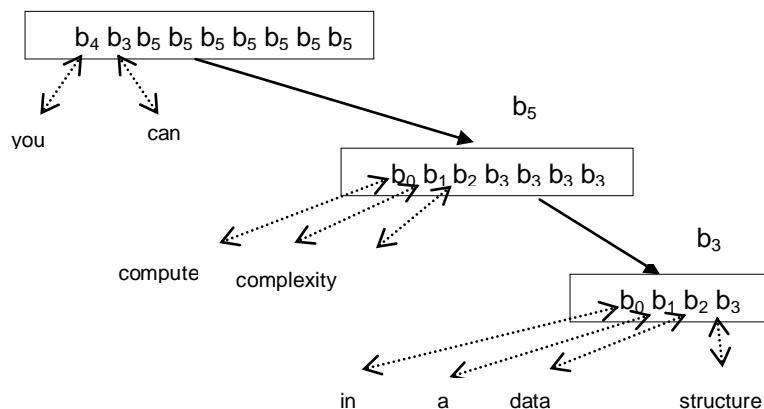 b₄ b₃ b₅ b₅ b₅ b₅ b₅ b₅ b₅
you can
b₅
b₀ b₁ b₂ b₃ b₃ b₃ b₃
compute complexity
b₃
b₀ b₁ b₂ b₃
in a data structure